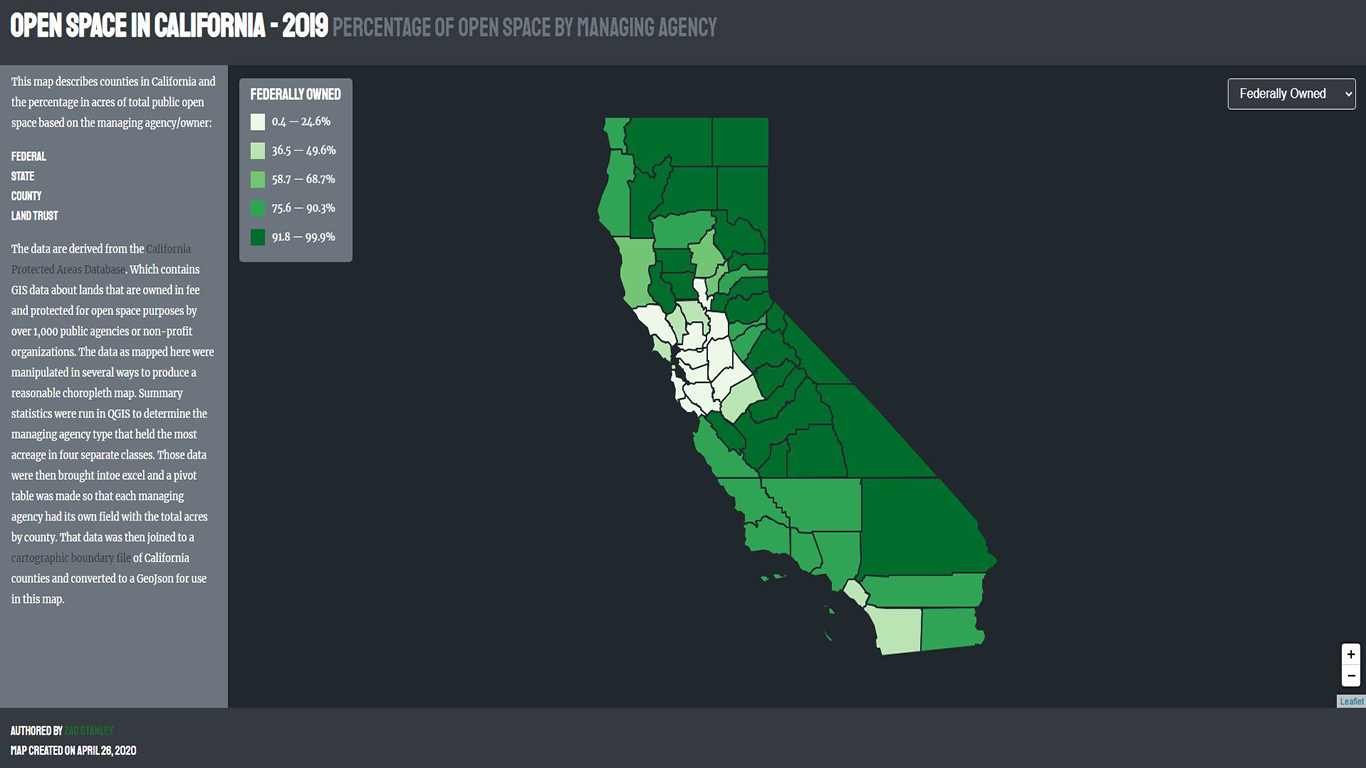 OPEN SPACE IN CALIFORNIA - 2019 PERCENTAGE OF OPEN SPACE BY MANAGING AGENCY
This map describes counties in California and
the percentage in acres of total public open
space based on the managing agency/owner:
FEDERAL
STATE
COUNTY
LAND TRUST
The data are derived from the California
Protected Areas Database. Which contains
GIS data about lands that are owned in fee
and protected for open space purposes by
over 1,000 public agencies or non-profit
organizations. The data as mapped here were
manipulated in several ways to produce a
reasonable choropleth map. Summary
statistics were run in QGIS to determine the
managing agency type that held the most
acreage in four separate classes. Those data
were then brought intoe excel and a pivot
table was made so that each managing
agency had its own field with the total acres
by county. That data was then joined to a
cartographic boundary file of California
counties and converted to a GeoJson for use
in this map.
FEDERALLY OWNED
0.4 — 24.6%
36.5 — 49.6%
58.7 — 68.7%
75.6 — 90.3%
91.8 — 99.9%
Federally Owned
+
−
Leaflet
AUTHORED BY ZAC STANLEY
MAP CREATED ON APRIL 28, 2020